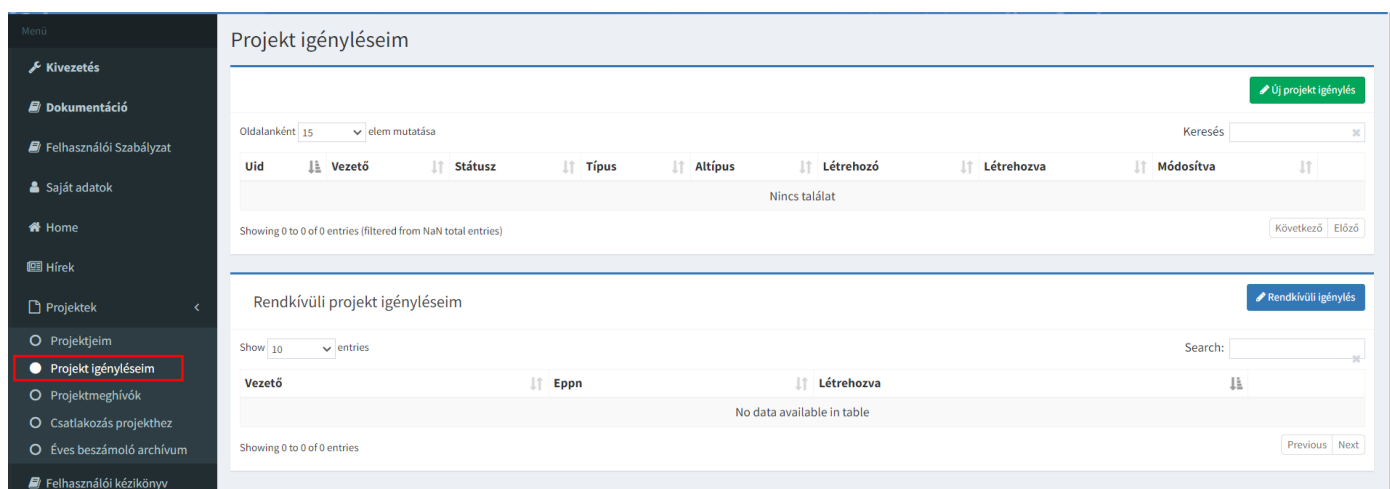 Menü
Kivezetés
Dokumentáció
Felhasználói Szabályzat
Saját adatok
Home
Hírek
Projektek
Projektjeim
Projekt igényléseim
Projektmeghívók
Csatlakozás projekthez
Éves beszámoló archívum
Felhasználói kézikönyv
Projekt igényléseim
Új projekt igénylés
Oldalanként 15 elem mutatása Keresés
Uid Vezető Státusz Típus Altípus Létrehozó Létrehozva Módosítva
Nincs találat
Showing 0 to 0 of 0 entries (filtered from NaN total entries) Következő Előző
Rendkívüli projekt igényléseim Rendkívüli igénylés
Show 10 entries Search:
Vezető Eppn Létrehozva
No data available in table
Showing 0 to 0 of 0 entries Previous Next